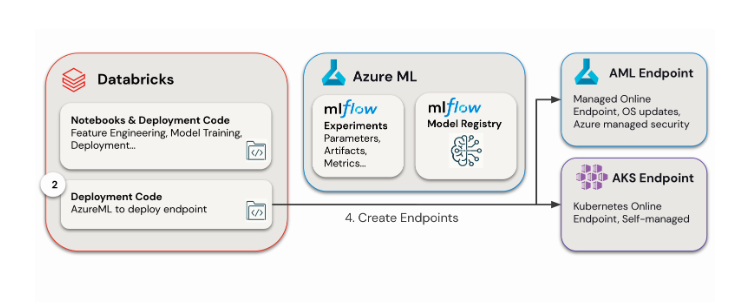 Databricks
Notebooks & Deployment Code
Feature Engineering, Model Training,
Deployment...
2
Deployment Code
AzureML to deploy endpoint
Azure ML
mlflow
Experiments
Parameters,
Artifacts,
Metrics...
mlflow
Model Registry
4. Create Endpoints
AML Endpoint
Managed Online
Endpoint, OS updates,
Azure managed security
AKS Endpoint
Kubernetes Online
Endpoint, Self-managed